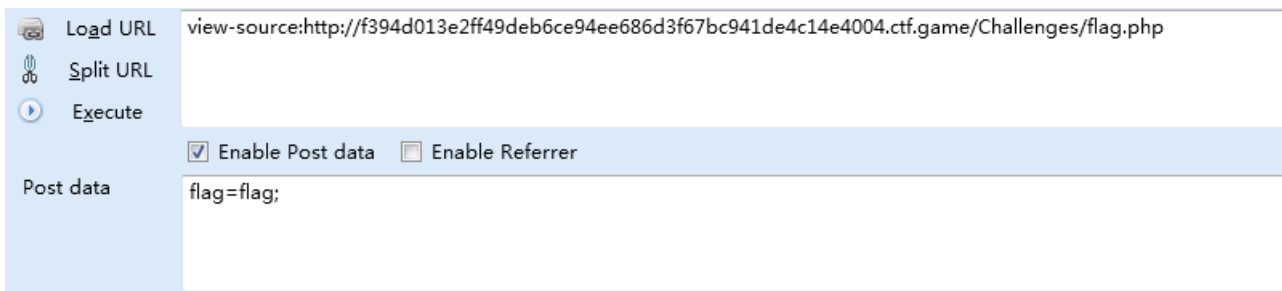 Load URL
view-source:http://f394d013e2ff49deb6ce94ee686d3f67bc941de4c14e4004.ctf.game/Challenges/flag.php
Split URL
Execute
Enable Post data Enable Referrer
Post data
flag=flag;